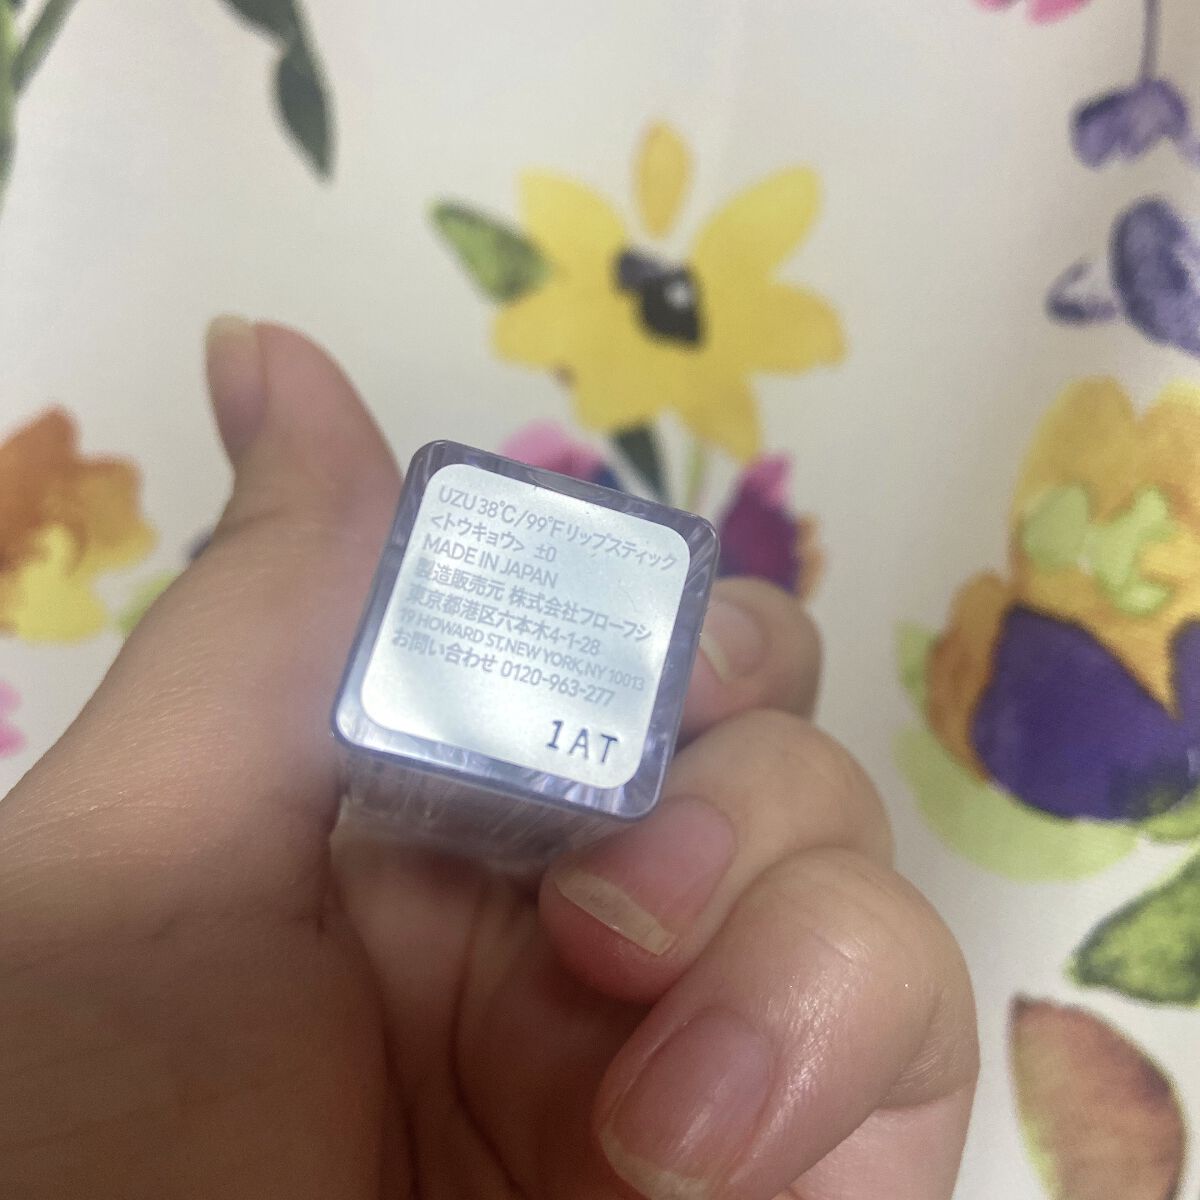 UZU 38°C/99°F リップスティック
<トウキョウ> ±0
MADE IN JAPAN
製造販売元 株式会社フローフシ
東京都港区六本木4-1-28
19 HOWARD ST,NEW YORK,NY 10013
お問い合わせ 0120-963-277
1AT